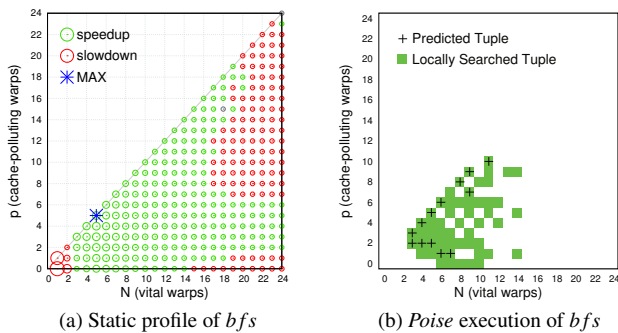 24
22
20
18
16
14
12
10
8
6
4
2
0
p (cache-polluting warps)
speedup
slowdown
MAX
0 2 4 6 8 10 12 14 16 18 20 22 24
N (vital warps)
(a) Static profile of bfs
24
22
20
18
16
14
12
10
8
6
4
2
0
p (cache-polluting warps)
Predicted Tuple
Locally Searched Tuple
0 2 4 6 8 10 12 14 16 18 20 22 24
N (vital warps)
(b) Poise execution of bfs